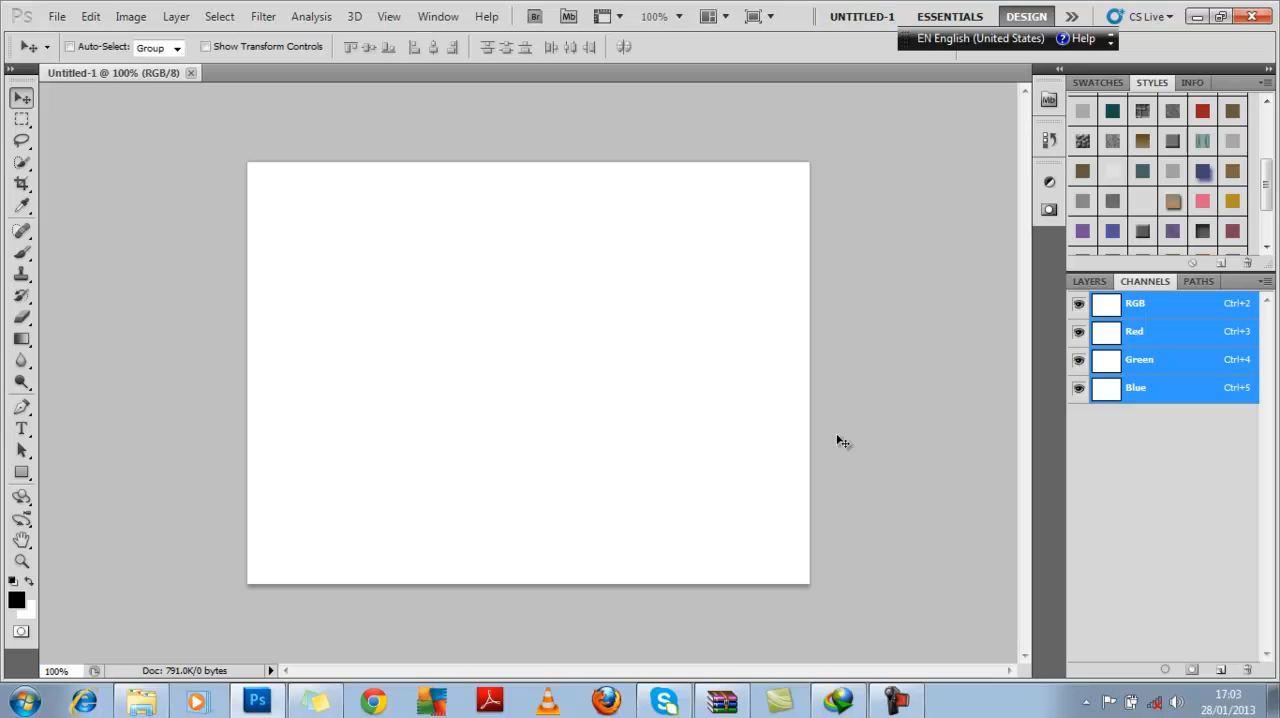 Ps File Edit Image Layer Select Filter Analysis 3D View Window Help Br Mb 100% UNTITLED-1 ESSENTIALS DESIGN CS Live
Auto-Select: Group Show Transform Controls EN English (United States) Help
Untitled-1 @ 100% (RGB/8)
SWATCHES STYLES INFO
Mb
LAYERS CHANNELS PATHS
RGB Ctrl+2
Red Ctrl+3
Green Ctrl+4
Blue Ctrl+5
T
100% Doc: 791.0K/0 bytes
Ps
17:03
28/01/2013